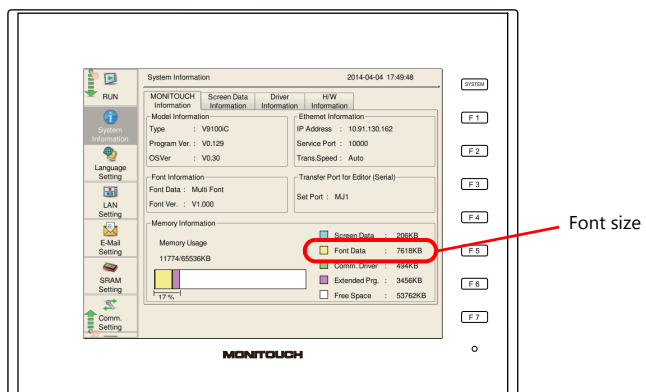 System Information 2014-04-04 17:49:48
SYSTEM
RUN
MONITOUCH Information
Screen Data Information
Driver Information
H/W Information
System Information
Model Information
Type : V9100iC
Program Ver. : V0.129
OSVer : V0.30
Ethernet Information
IP Address : 10.91.130.162
Service Port : 10000
Trans.Speed : Auto
F 1
F 2
Language Setting
Font Information
Font Data : Multi Font
Font Ver. : V1.000
Transfer Port for Editor (Serial)
Set Port : MJ1
F 3
LAN Setting
F 4
Font size
Memory Information
Memory Usage
11774/65536KB
17 %
Screen Data : 206KB
Font Data : 7618KB
Comm. Driver : 494KB
Extended Prg. : 3456KB
Free Space : 53762KB
E-Mail Setting
F 5
SRAM Setting
F 6
Comm. Setting
F 7
MONITOUCH